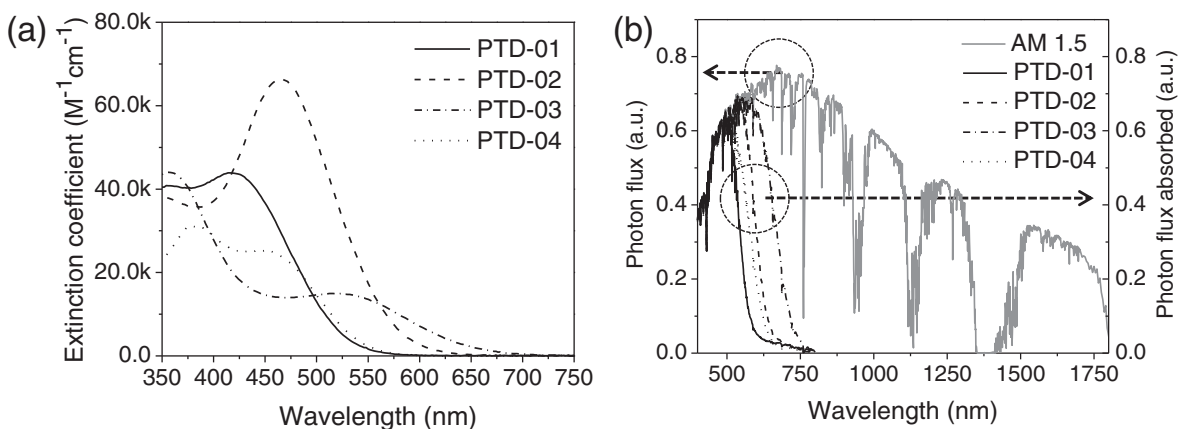 (a)
80.0k
60.0k
40.0k
20.0k
0.0
350 400 450 500 550 600 650 700 750
Extinction coefficient (M⁻¹cm⁻¹)
Wavelength (nm)
PTD-01
PTD-02
PTD-03
PTD-04
(b)
0.8
0.6
0.4
0.2
0.0
500 750 1000 1250 1500 1750
0.8
0.6
0.4
0.2
0.0
Photon flux (a.u.)
Photon flux absorbed (a.u.)
Wavelength (nm)
AM 1.5
PTD-01
PTD-02
PTD-03
PTD-04